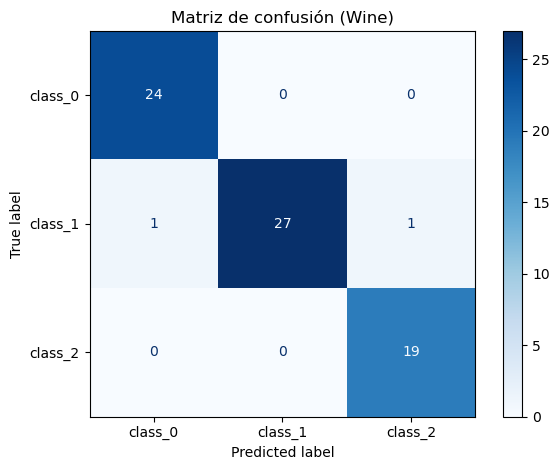 Matriz de confusión (Wine)
True label
class_0
24 0 0
class_1
1 27 1
class_2
0 0 19
class_0 class_1 class_2
Predicted label
25
20
15
10
5
0